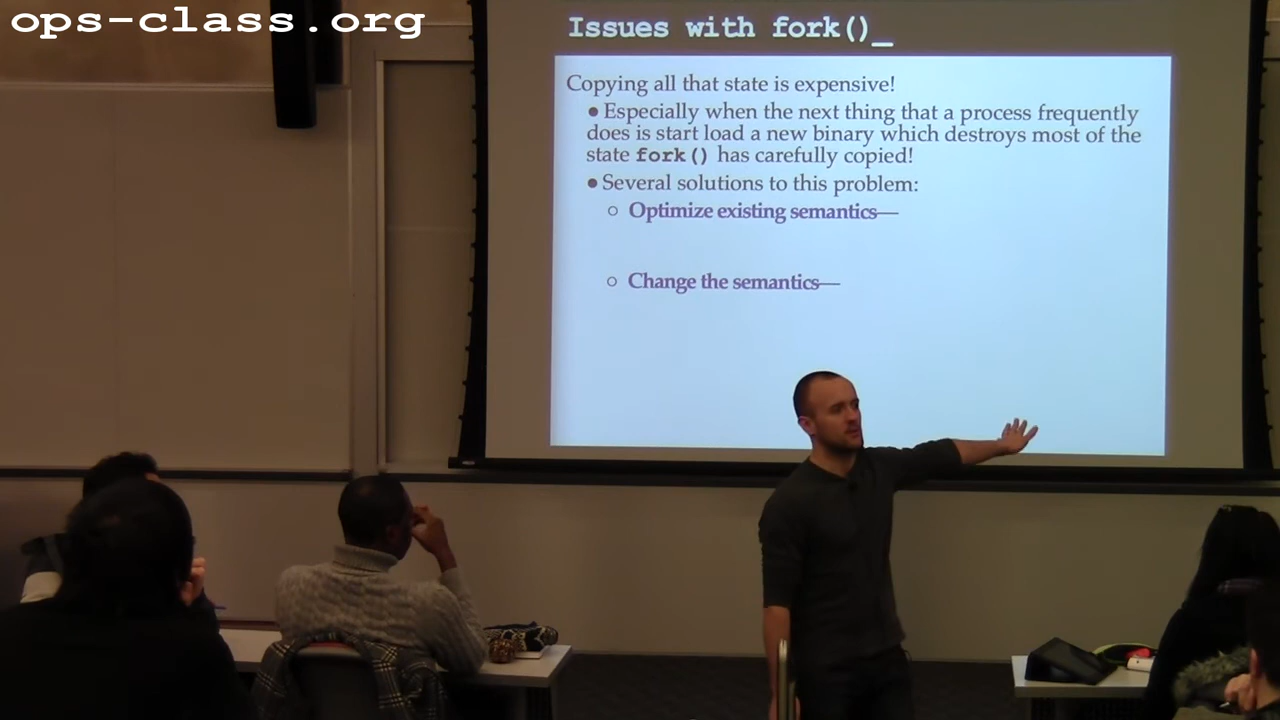 ops-class.org
Issues with fork()_
Copying all that state is expensive!
● Especially when the next thing that a process frequently
does is start load a new binary which destroys most of the
state fork() has carefully copied!
● Several solutions to this problem:
○ Optimize existing semantics—
○ Change the semantics—